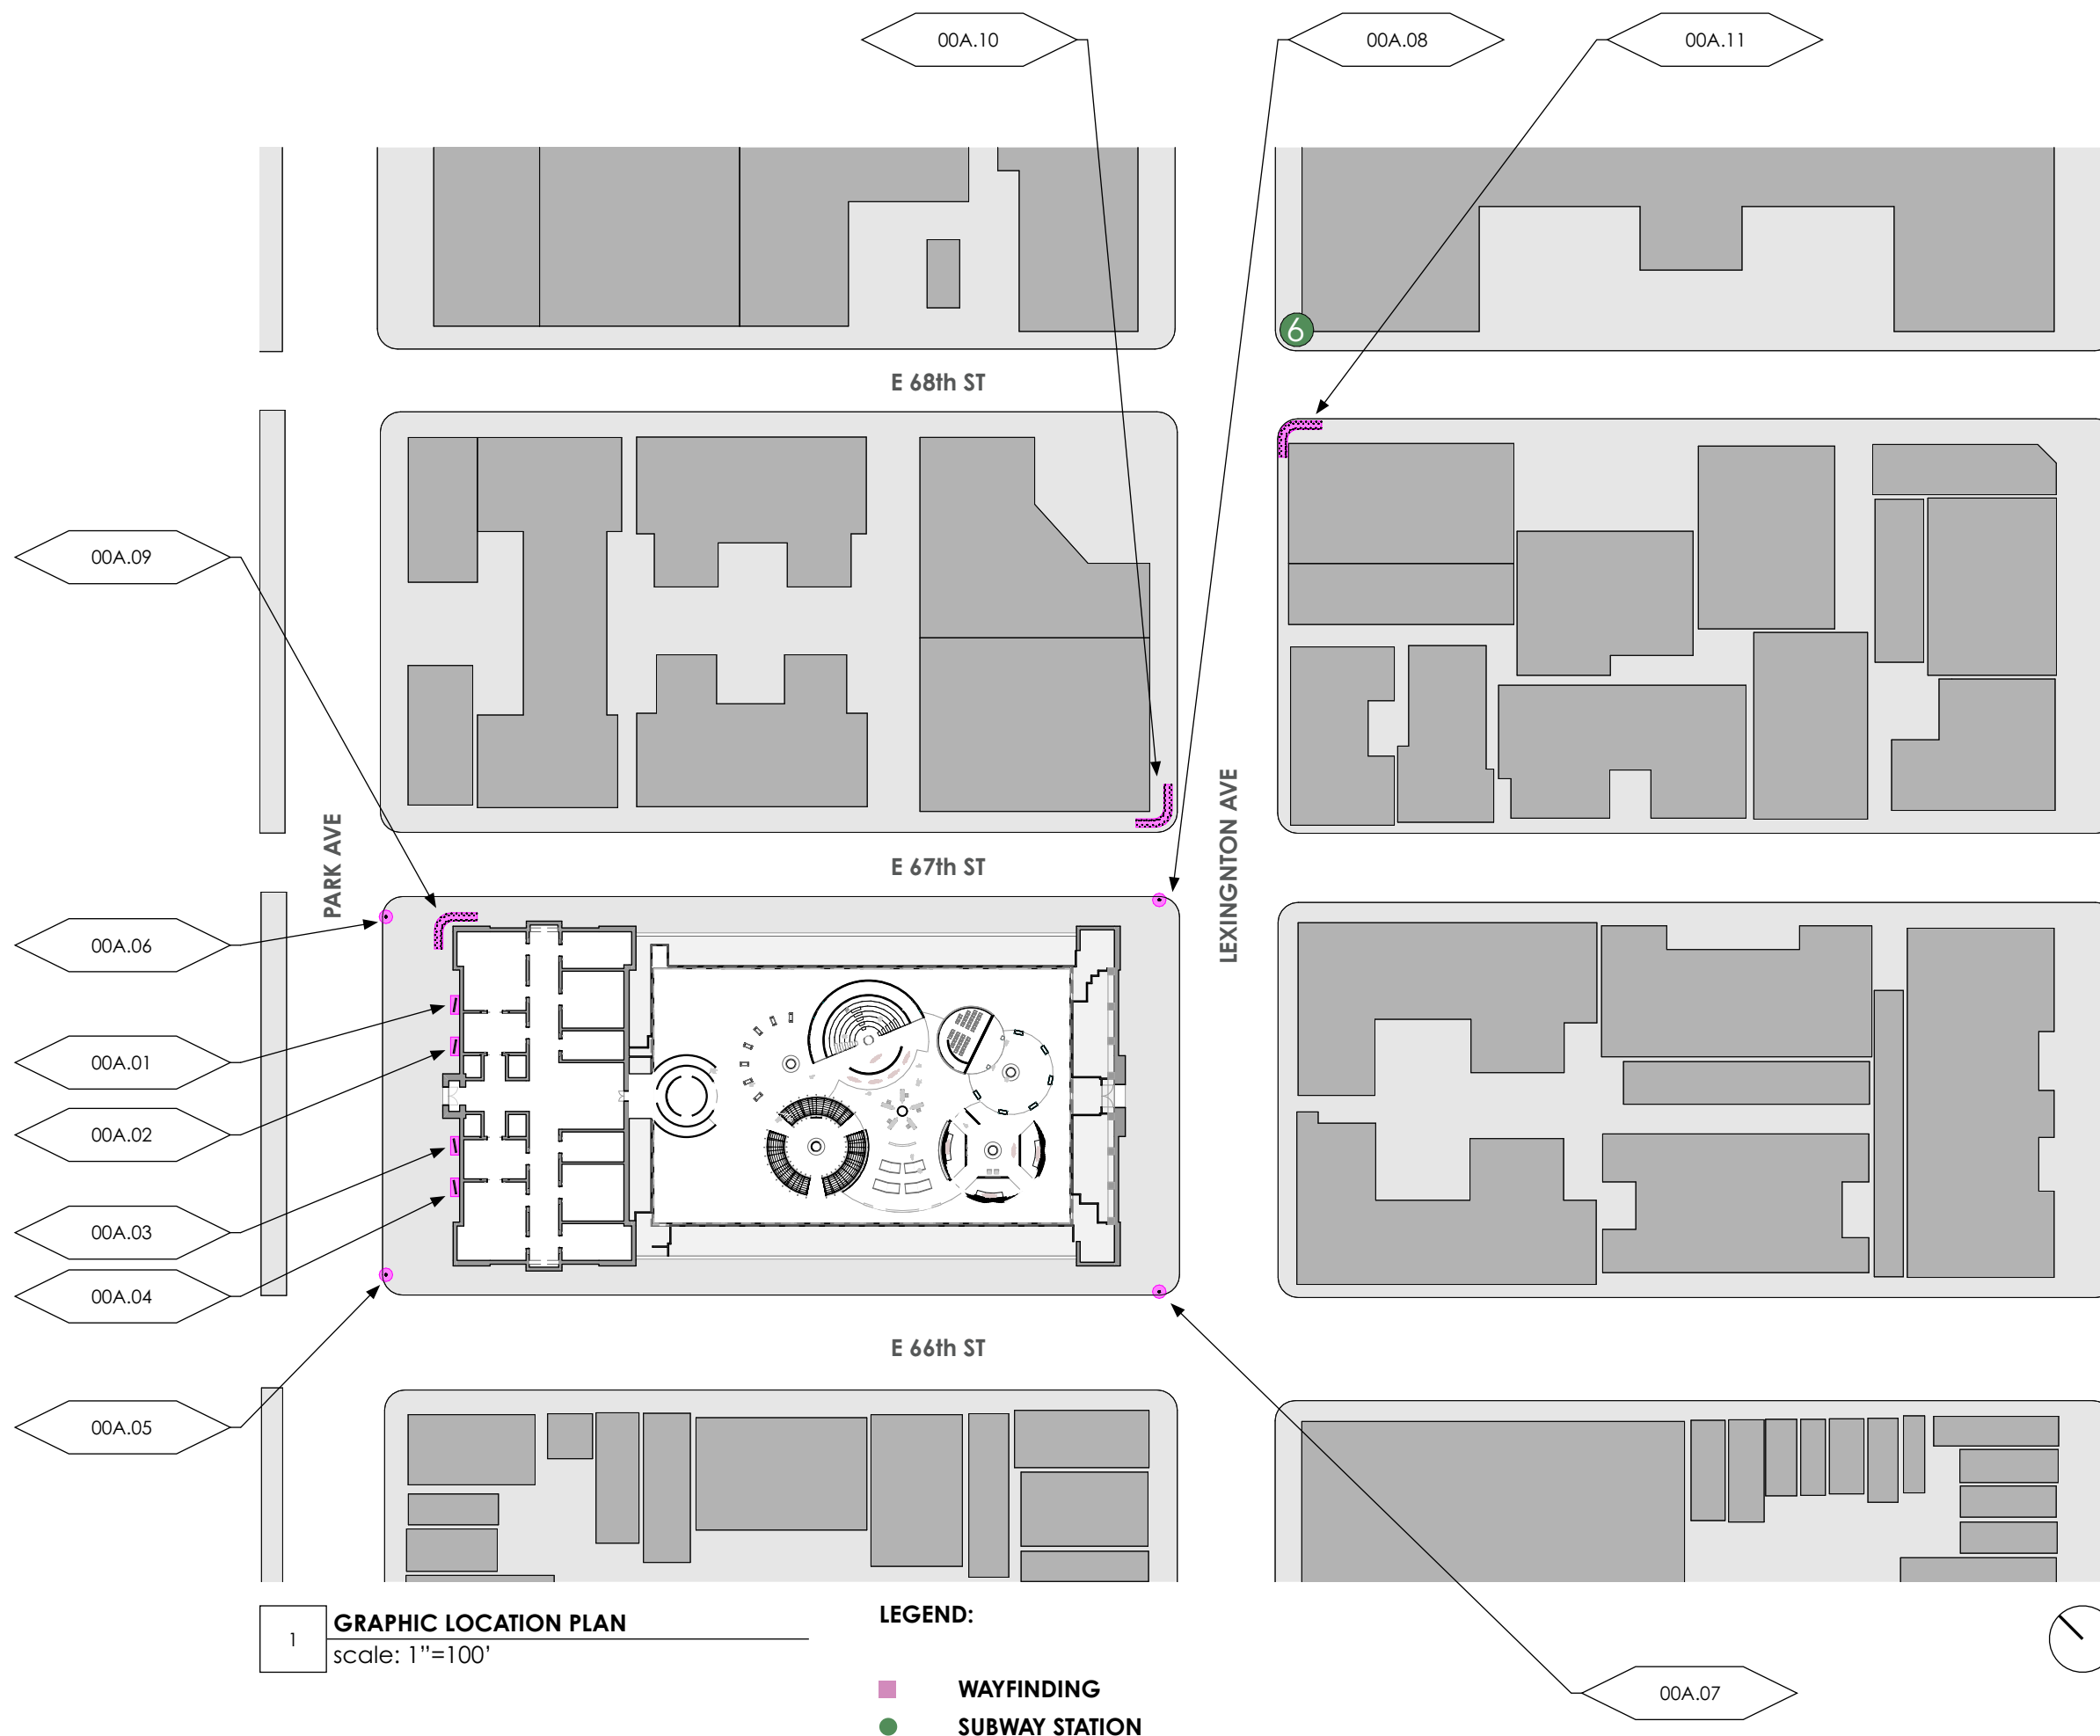 00A.10
00A.08
00A.11
6
E 68th ST
00A.09
PARK AVE
LEXINGNTON AVE
E 67th ST
00A.06
00A.01
00A.02
00A.03
00A.04
E 66th ST
00A.05
1
GRAPHIC LOCATION PLAN
scale: 1”=100’
LEGEND:
WAYFINDING
SUBWAY STATION
00A.07